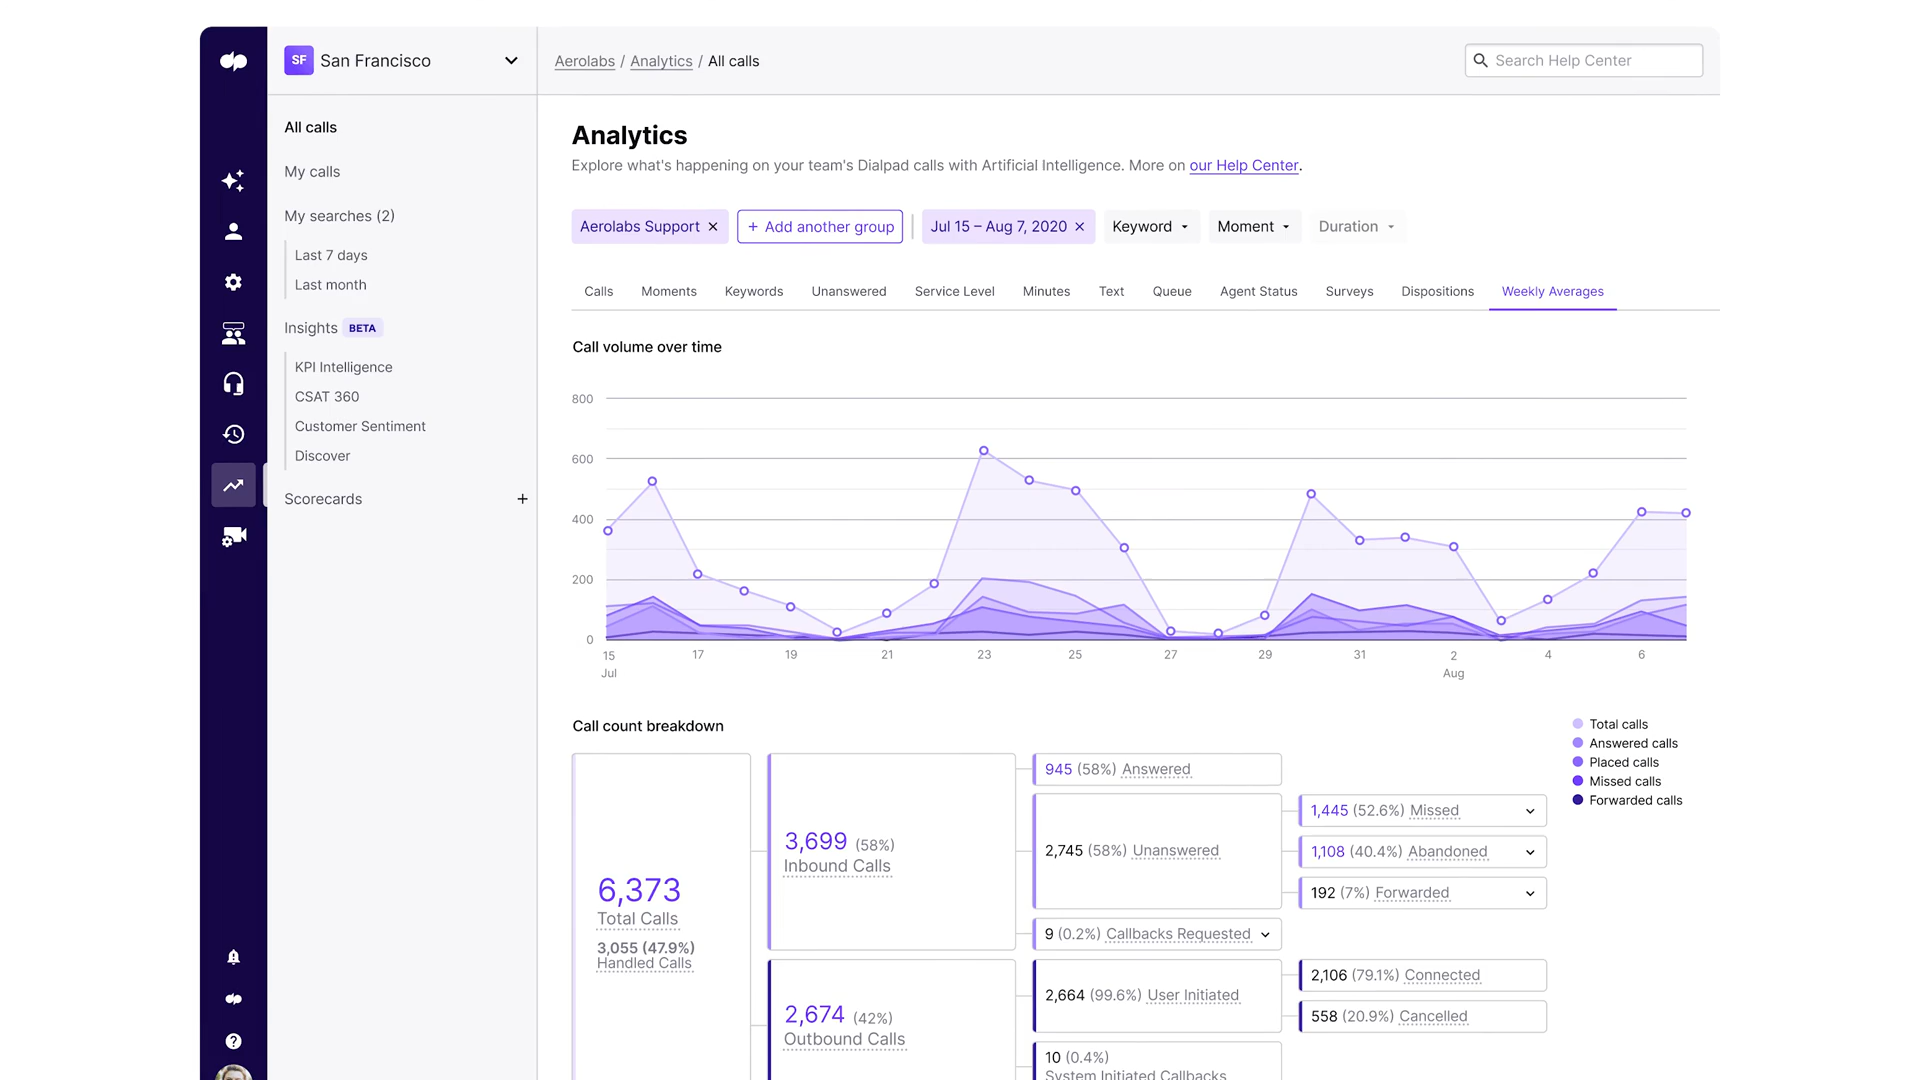 SF San Francisco
Aerolabs / Analytics / All calls
Search Help Center
All calls
My calls
My searches (2)
Last 7 days
Last month
Insights BETA
KPI Intelligence
CSAT 360
Customer Sentiment
Discover
Scorecards +
Analytics
Explore what's happening on your team's Dialpad calls with Artificial Intelligence. More on our Help Center.
Aerolabs Support × + Add another group Jul 15 – Aug 7, 2020 × Keyword Moment Duration
Calls Moments Keywords Unanswered Service Level Minutes Text Queue Agent Status Surveys Dispositions Weekly Averages
Call volume over time
800
600
400
200
0
15 17 19 21 23 25 27 29 31 2 4 6
Jul Aug
Call count breakdown
Total calls
Answered calls
Placed calls
Missed calls
Forwarded calls
6,373
Total Calls
3,055 (47.9%)
Handled Calls
3,699 (58%)
Inbound Calls
945 (58%) Answered
2,745 (58%) Unanswered
1,445 (52.6%) Missed
1,108 (40.4%) Abandoned
192 (7%) Forwarded
9 (0.2%) Callbacks Requested
2,674 (42%)
Outbound Calls
2,664 (99.6%) User Initiated
2,106 (79.1%) Connected
558 (20.9%) Cancelled
10 (0.4%)
System Initiated Callbacks